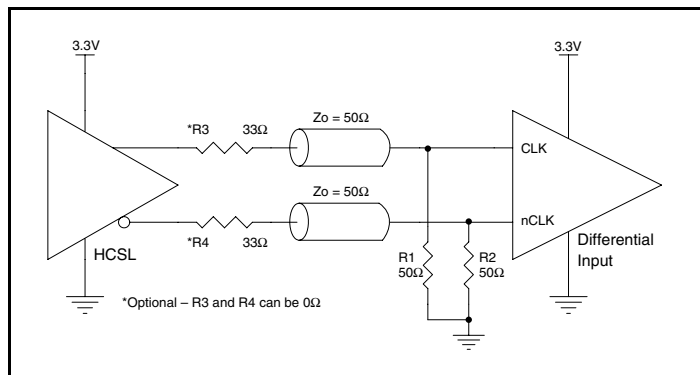 3.3V
3.3V
Zo = 50Ω
*R3
33Ω
CLK
Zo = 50Ω
nCLK
*R4
33Ω
HCSL
R1
50Ω
R2
50Ω
Differential
Input
*Optional – R3 and R4 can be 0Ω